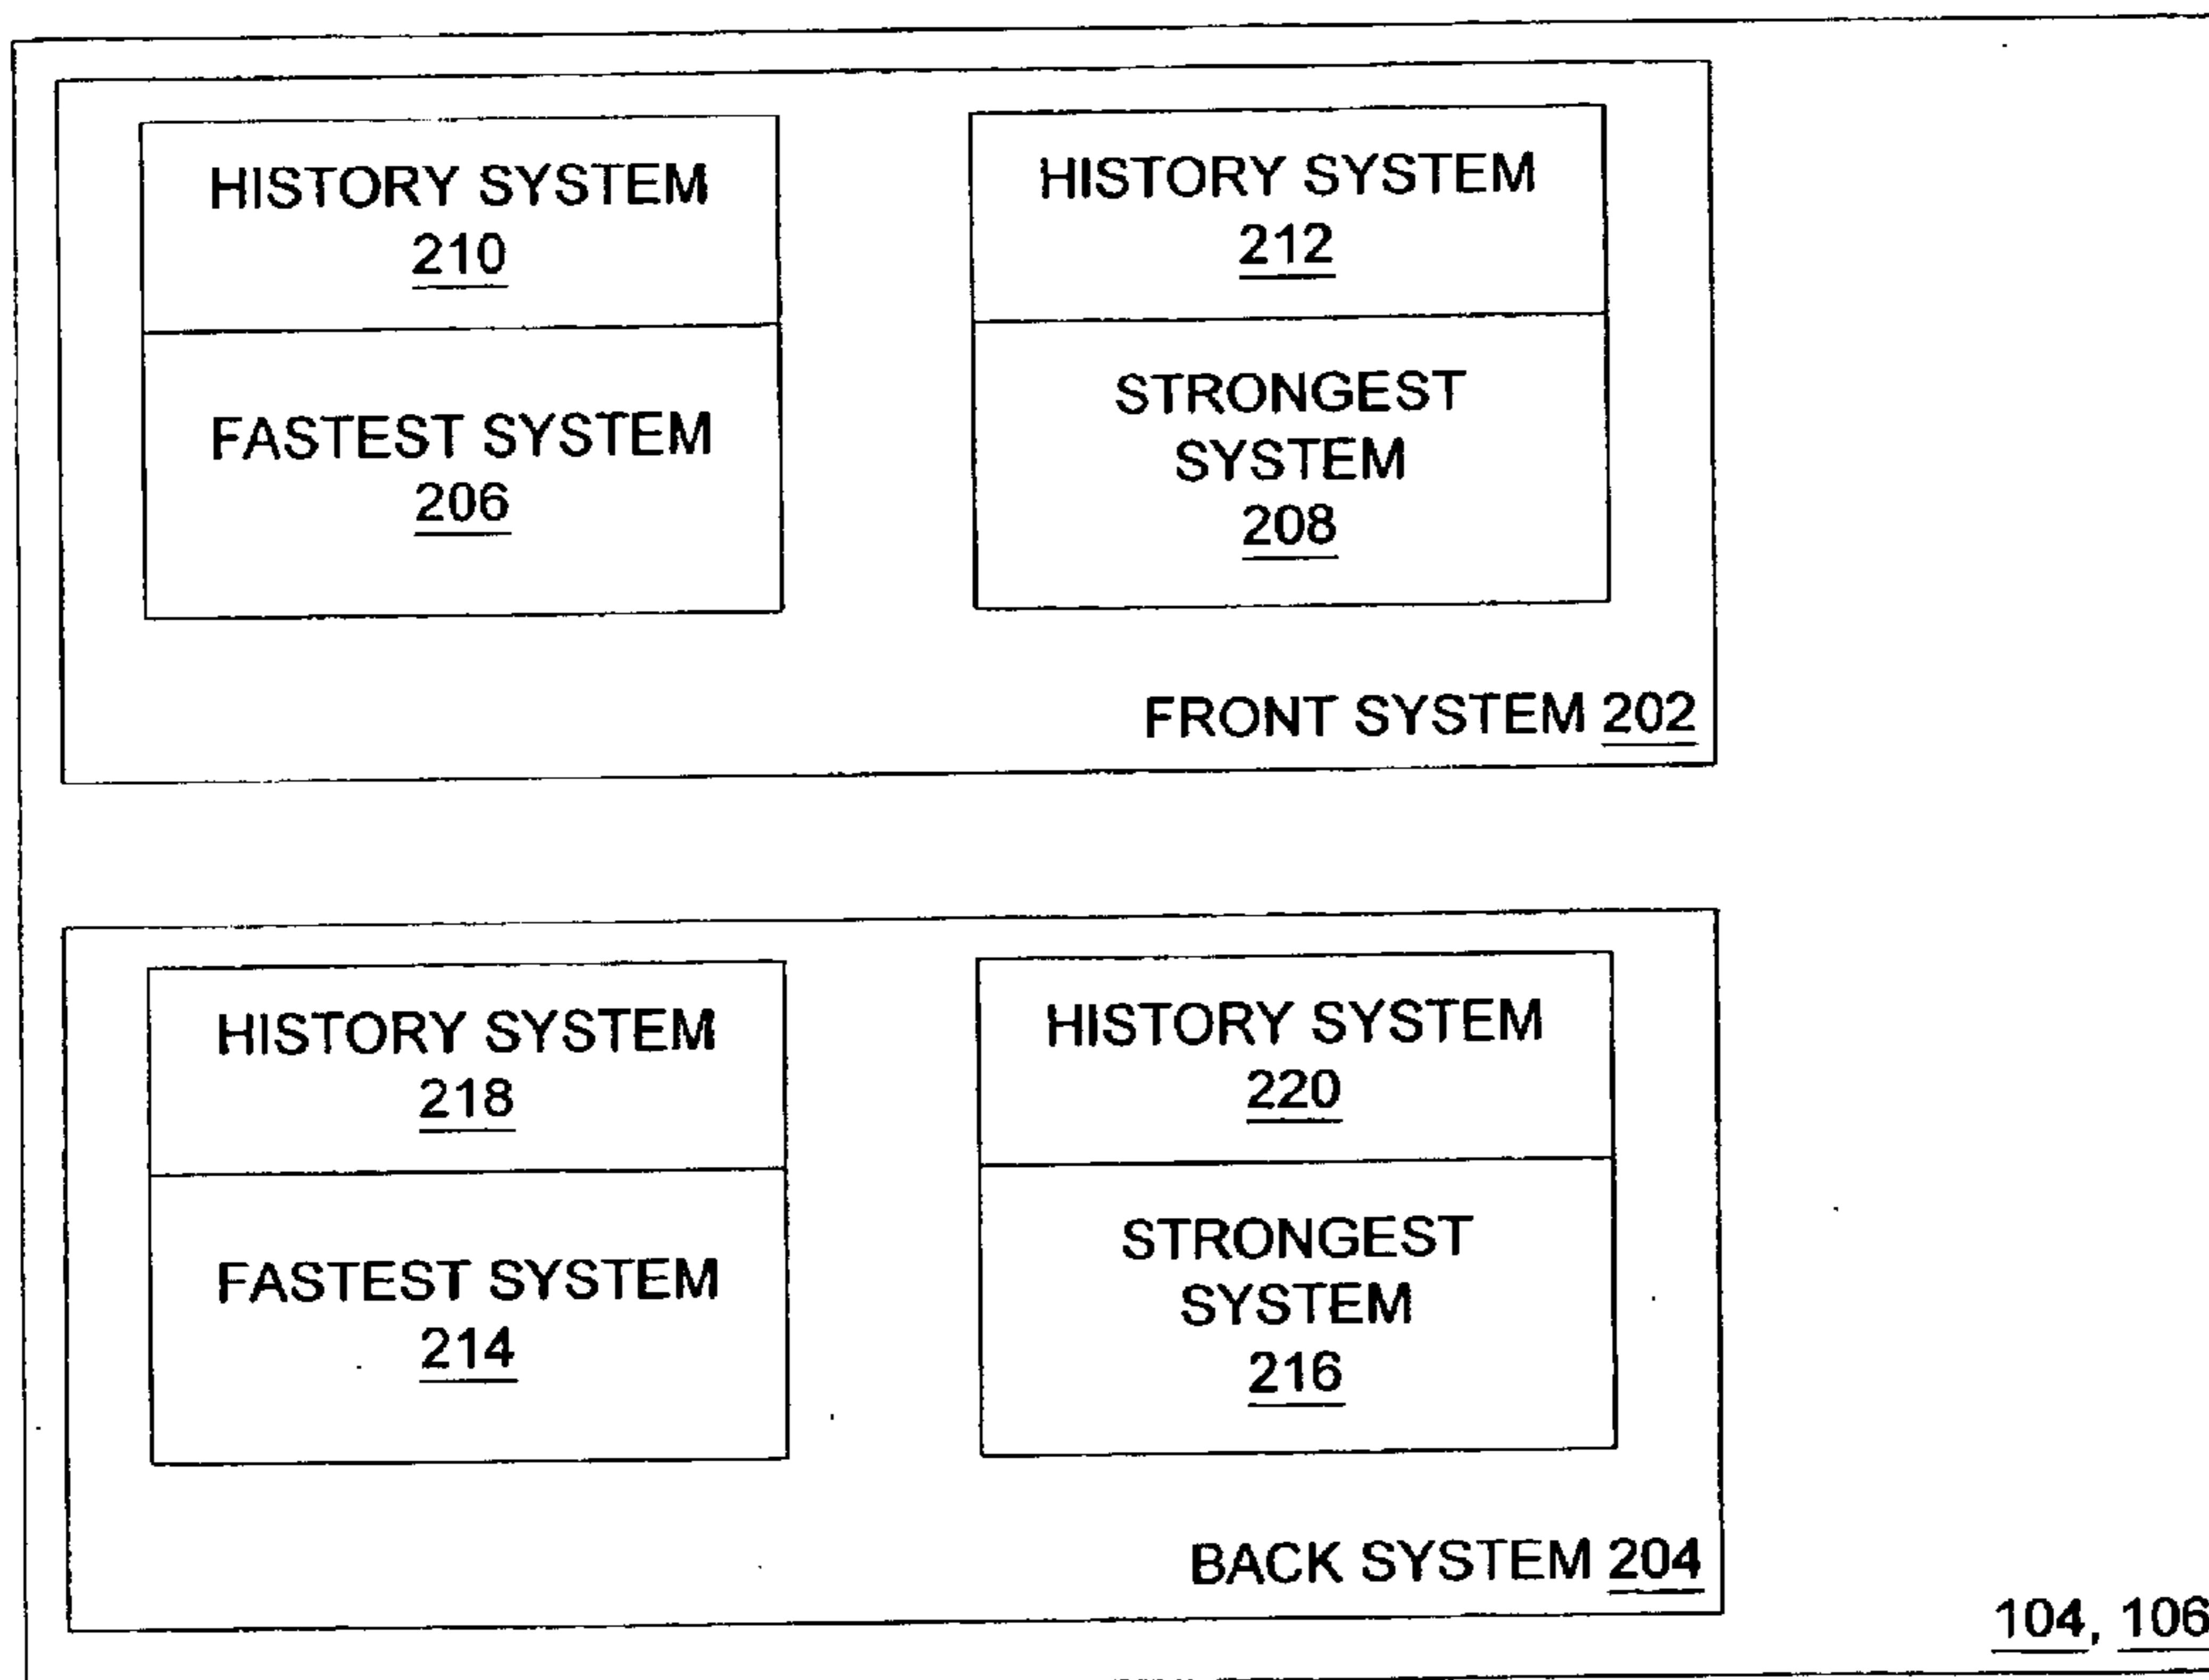 HISTORY SYSTEM
210
FASTEST SYSTEM
206
HISTORY SYSTEM
212
STRONGEST
SYSTEM
208
FRONT SYSTEM 202
HISTORY SYSTEM
218
FASTEST SYSTEM
214
HISTORY SYSTEM
220
STRONGEST
SYSTEM
216
BACK SYSTEM 204
104, 106